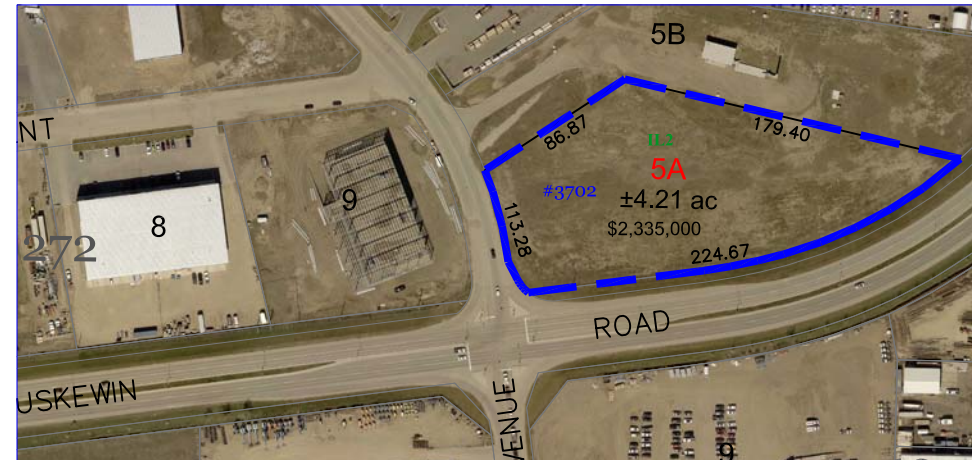 5B
NT
86.87
179.40
IL2
5A
#3702
±4.21 ac
$2,335,000
9
8
272
113.28
224.67
ROAD
USKEWIN
VENUE
9